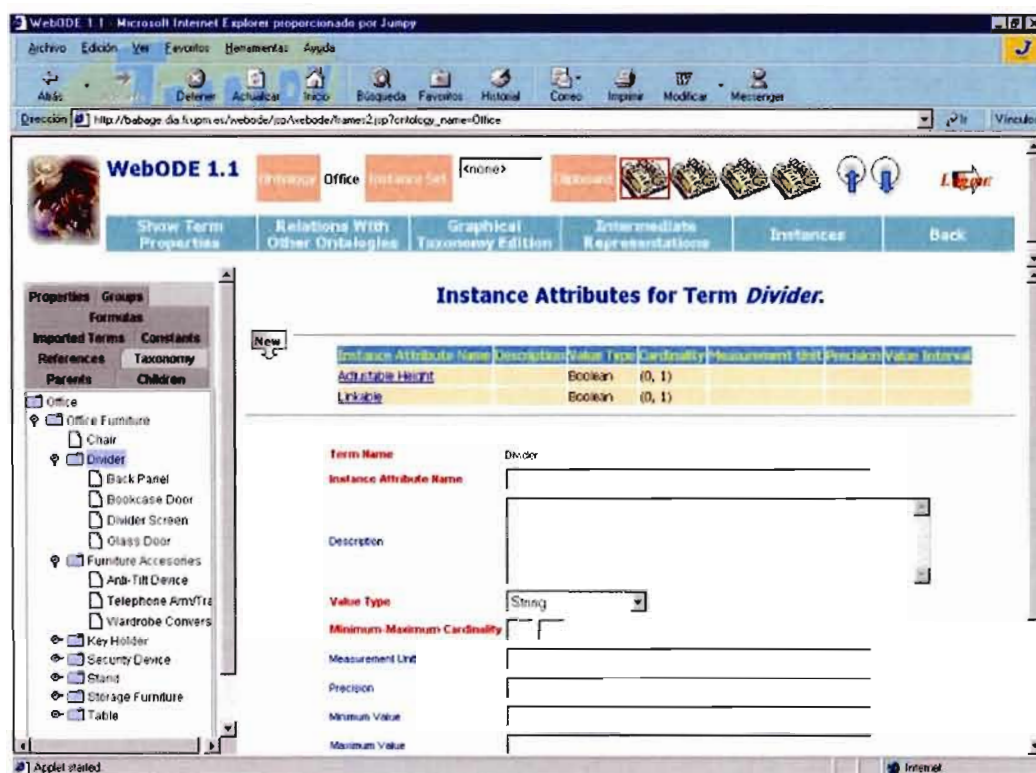 WebODE 1.1 - Microsoft Internet Explorer proporcionado por Jumpy
Archivo Edición Ver Favoritos Herramientas Ayuda
Atrás Detener Actualizar Inicio Búsqueda Favoritos Historial Correo Imprimir Modificar Messenger
Dirección http://babage.dia.fi.upm.es/webode/jsp/webode/frames2.jsp?ontology_name=Office Ir Vínculos
WebODE 1.1 Ontology Office Instance Set <none> Clipboard
Show Term Properties Relations With Other Ontologies Graphical Taxonomy Edition Intermediate Representations Instances Back
Properties Groups
Formulas
Imported Terms Constants
References Taxonomy
Parents Children
Office
Office Furniture
Chair
Divider
Back Panel
Bookcase Door
Divider Screen
Glass Door
Furniture Accesories
Anti-Tilt Device
Telephone Arm/Tra
Wardrobe Convers
Key Holder
Security Device
Stand
Storage Furniture
Table
Instance Attributes for Term Divider.
New
Instance Attribute Name Description Value Type Cardinality Measurement Unit Precision Value Interval
Adjustable Height Boolean (0, 1)
Linkable Boolean (0, 1)
Term Name Divider
Instance Attribute Name
Description
Value Type String
Minimum-Maximum Cardinality
Measurement Unit
Precision
Minimum Value
Maximum Value
Applet started. Internet